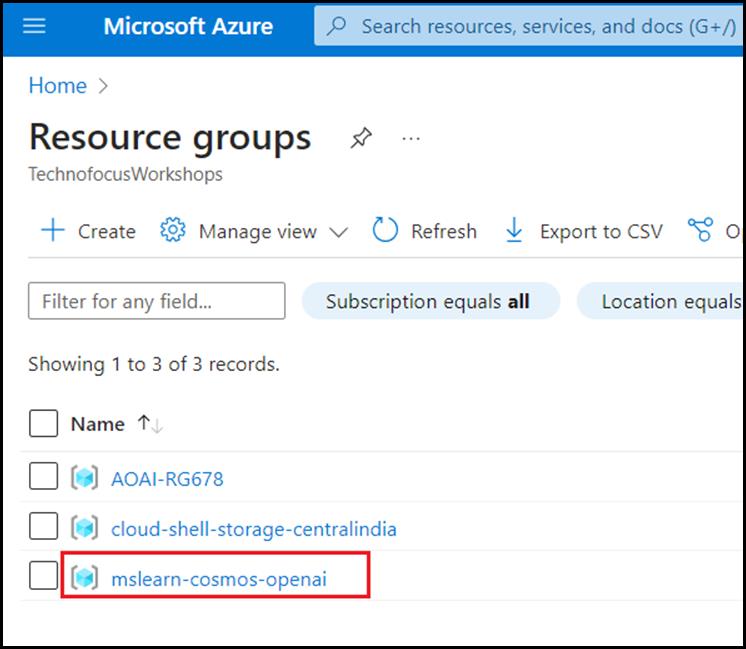 Microsoft Azure Search resources, services, and docs (G+/)
Home >
Resource groups ...
TechnofocusWorkshops
+ Create Manage view Refresh Export to CSV
Filter for any field... Subscription equals all Location equals
Showing 1 to 3 of 3 records.
Name ↑↓
AOAI-RG678
cloud-shell-storage-centralindia
mslearn-cosmos-openai